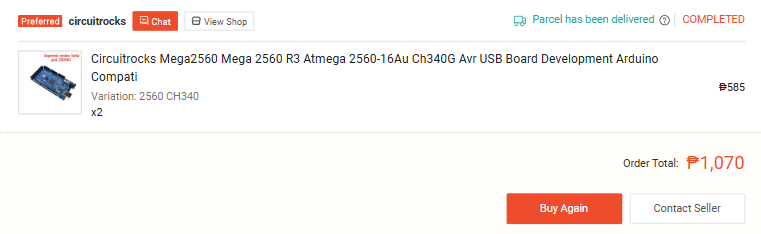 Preferred circuitrocks Chat View Shop Parcel has been delivered ? COMPLETED
Circuitrocks Mega2560 Mega 2560 R3 Atmega 2560-16Au Ch340G Avr USB Board Development Arduino
Compati
Variation: 2560 CH340
x2
₱585
Order Total: ₱1,070
Buy Again Contact Seller